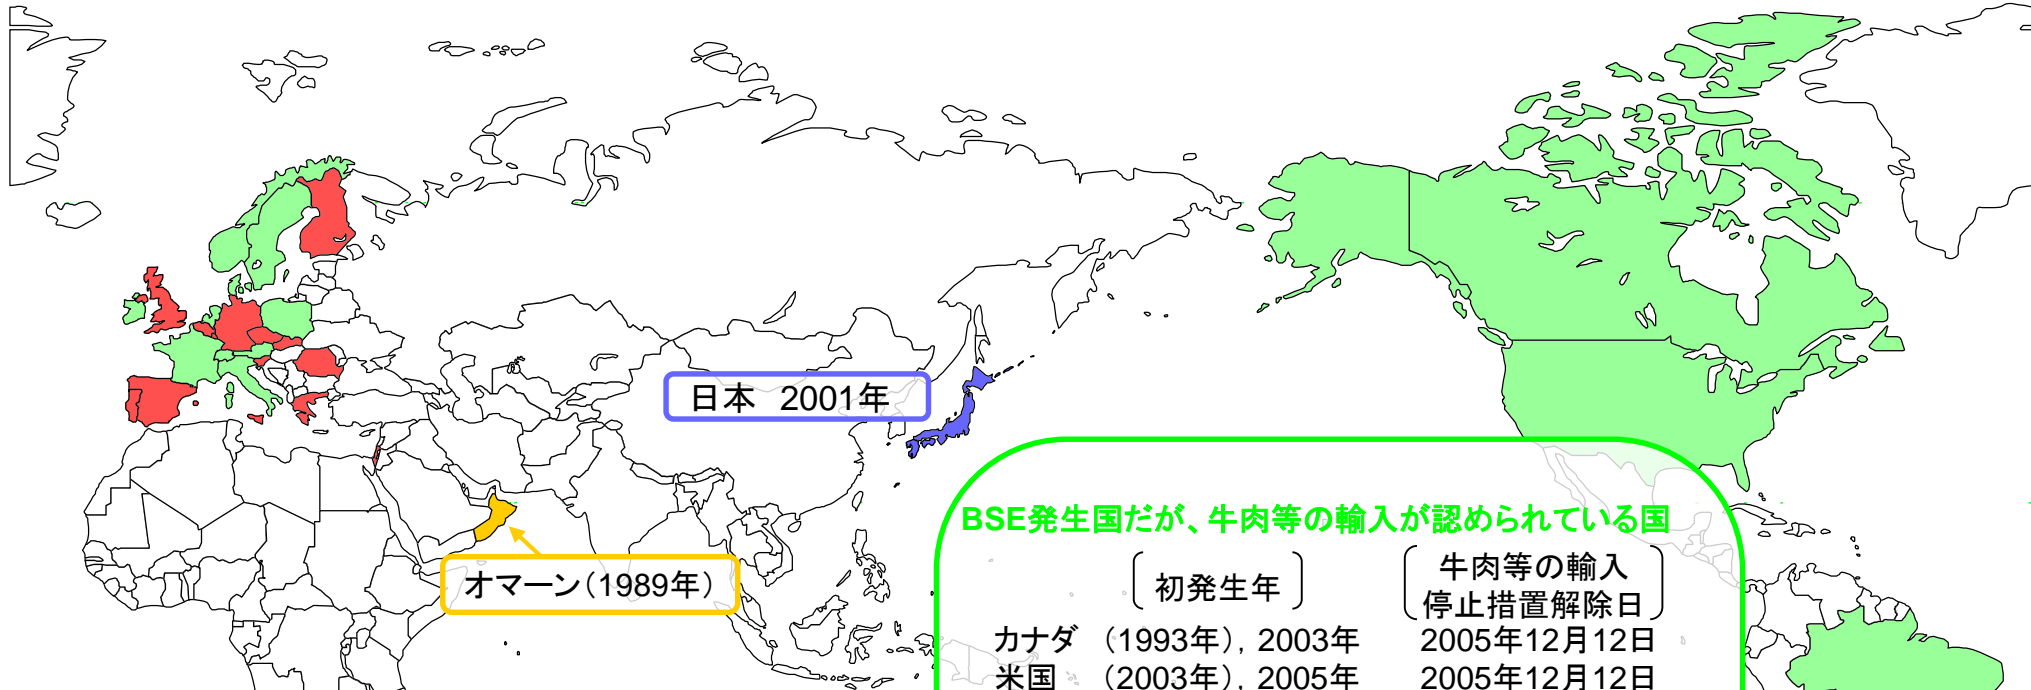 日本　2001年
オマーン（1989年）
BSE発生国だが、牛肉等の輸入が認められている国
初発生年
牛肉等の輸入
停止措置解除日
カナダ　（1993年）, 2003年　2005年12月12日
米国　（2003年）, 2005年　2005年12月12日